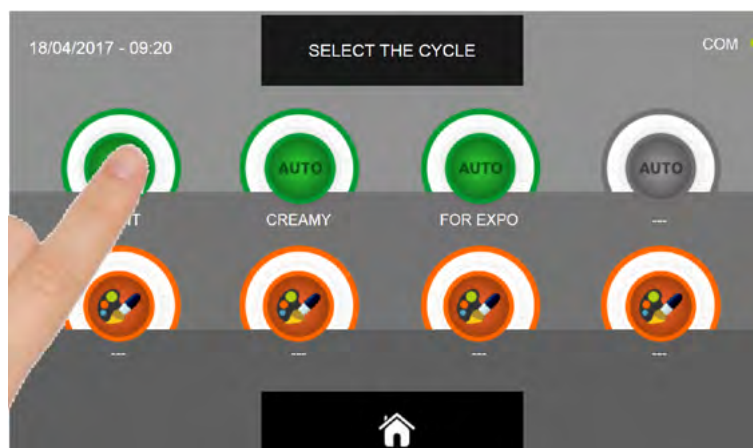 18/04/2017 - 09:20
SELECT THE CYCLE
COM
AUTO
AUTO
AUTO
CREAMY
FOR EXPO
---
---
---
---
---